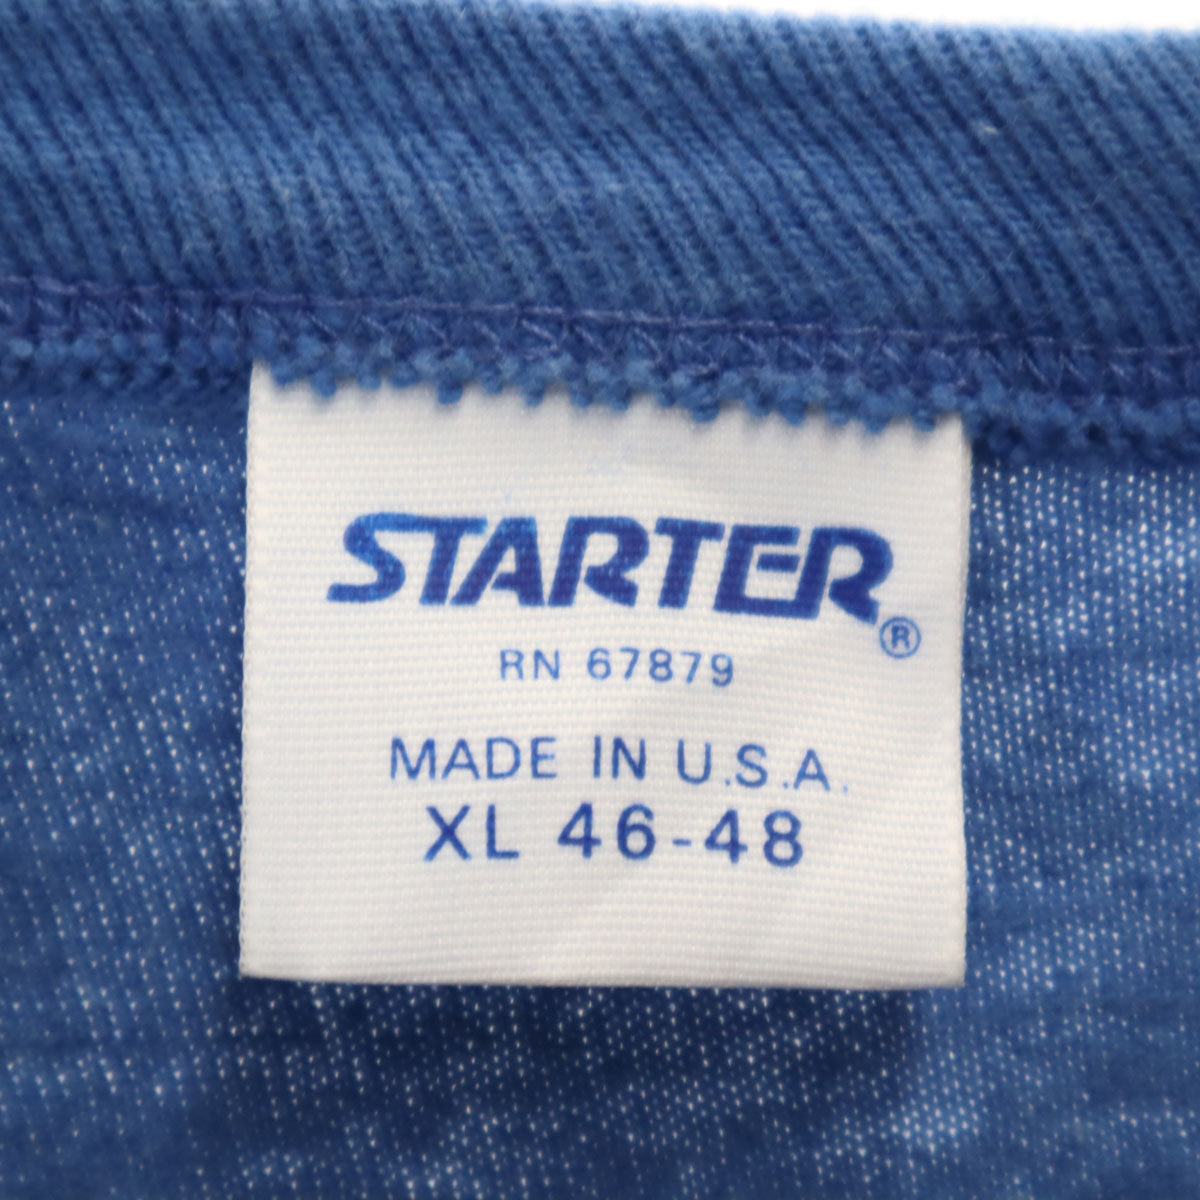 STARTER®
RN 67879
MADE IN U.S.A.
XL 46-48